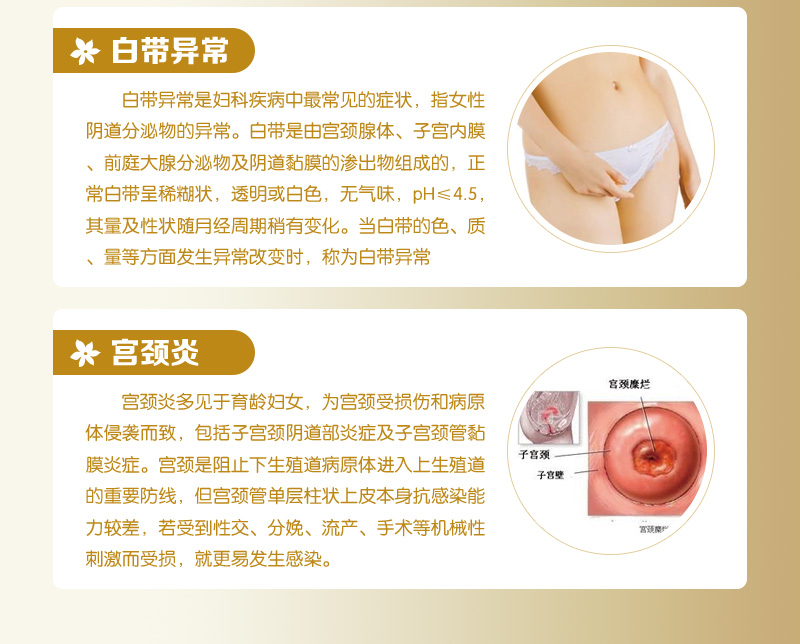 白带异常
白带异常是妇科疾病中最常见的症状，指女性
阴道分泌物的异常。白带是由宫颈腺体、子宫内膜
、前庭大腺分泌物及阴道黏膜的渗出物组成的，正
常白带呈稀糊状，透明或白色，无气味，pH≤4.5，
其量及性状随月经周期稍有变化。当白带的色、质
、量等方面发生异常改变时，称为白带异常
宫颈炎
宫颈炎多见于育龄妇女，为宫颈受损伤和病原
体侵袭而致，包括子宫颈阴道部炎症及子宫颈管黏
膜炎症。宫颈是阻止下生殖道病原体进入上生殖道
的重要防线，但宫颈管单层柱状上皮本身抗感染能
力较差，若受到性交、分娩、流产、手术等机械性
刺激而受损，就更易发生感染。
宫颈糜烂
子宫颈
子宫壁
宫颈糜烂